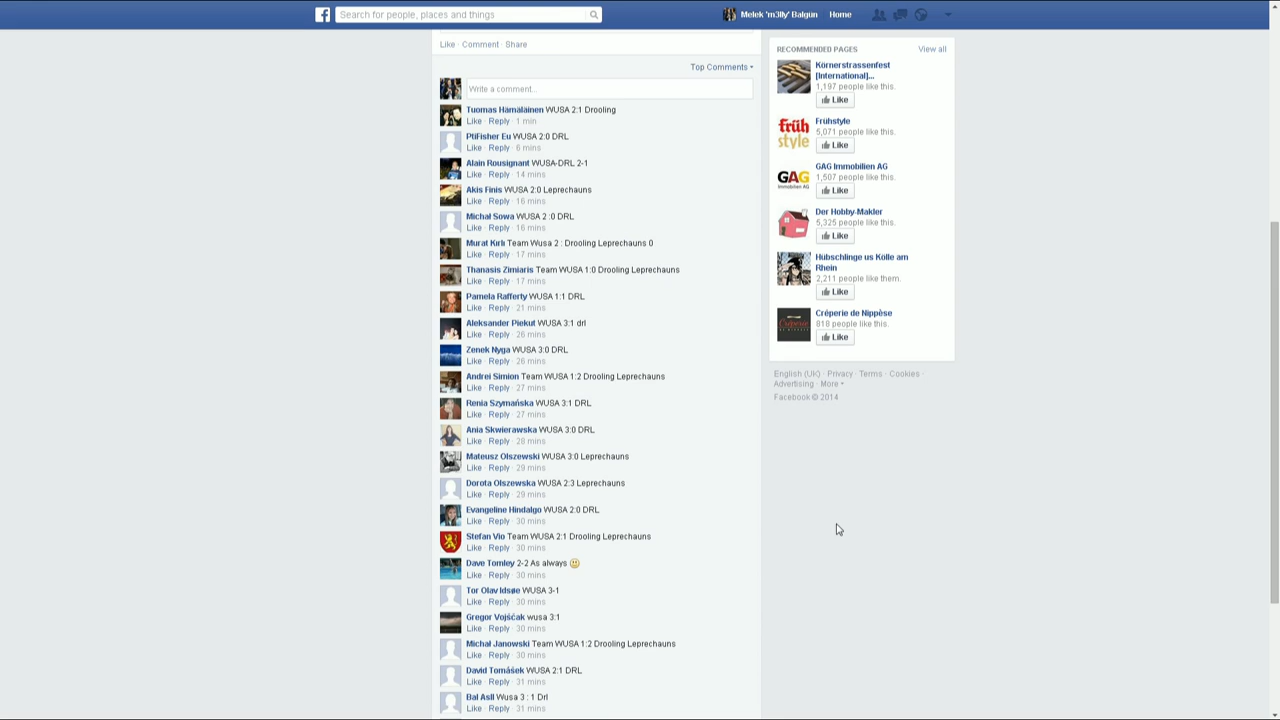 Search for people, places and things
Melek 'm3lly' Balgün
Home
Like · Comment · Share
Top Comments
Write a comment...
Tuomas Hämäläinen WUSA 2:1 Drooling
Like · Reply · 1 min
PtiFisher Eu WUSA 2:0 DRL
Like · Reply · 6 mins
Alain Rousignant WUSA-DRL 2-1
Like · Reply · 14 mins
Akis Finis WUSA 2:0 Leprechauns
Like · Reply · 16 mins
Michał Sowa WUSA 2 :0 DRL
Like · Reply · 16 mins
Murat Kırlı Team Wusa 2 : Drooling Leprechauns 0
Like · Reply · 17 mins
Thanasis Zimiaris Team WUSA 1:0 Drooling Leprechauns
Like · Reply · 17 mins
Pamela Rafferty WUSA 1:1 DRL
Like · Reply · 21 mins
Aleksander Piekut WUSA 3:1 drl
Like · Reply · 26 mins
Zenek Nyga WUSA 3:0 DRL
Like · Reply · 26 mins
Andrei Simion Team WUSA 1:2 Drooling Leprechauns
Like · Reply · 27 mins
Renia Szymańska WUSA 3:1 DRL
Like · Reply · 27 mins
Ania Skwierawska WUSA 3:0 DRL
Like · Reply · 28 mins
Mateusz Olszewski WUSA 3:0 Leprechauns
Like · Reply · 29 mins
Dorota Olszewska WUSA 2:3 Leprechauns
Like · Reply · 29 mins
Evangeline Hindalgo WUSA 2:0 DRL
Like · Reply · 30 mins
Stefan Vio Team WUSA 2:1 Drooling Leprechauns
Like · Reply · 30 mins
Dave Tomley 2-2 As always
Like · Reply · 30 mins
Tor Olav Idsøe WUSA 3-1
Like · Reply · 30 mins
Gregor Vojščak wusa 3:1
Like · Reply · 30 mins
Michał Janowski Team WUSA 1:2 Drooling Leprechauns
Like · Reply · 30 mins
David Tomášek WUSA 2:1 DRL
Like · Reply · 31 mins
Bal Asll Wusa 3 : 1 Drl
Like · Reply · 31 mins
RECOMMENDED PAGES
View all
Körnerstrassenfest
[International]...
1,197 people like this.
Like
früh
style
Frühstyle
5,071 people like this.
Like
GAG
Immobilien AG
GAG Immobilien AG
1,507 people like this.
Like
Der Hobby-Makler
5,325 people like this.
Like
Hübschlinge us Kölle am
Rhein
2,211 people like them.
Like
Crêperie de Nippèse
818 people like this.
Like
English (UK) · Privacy · Terms · Cookies ·
Advertising · More
Facebook © 2014